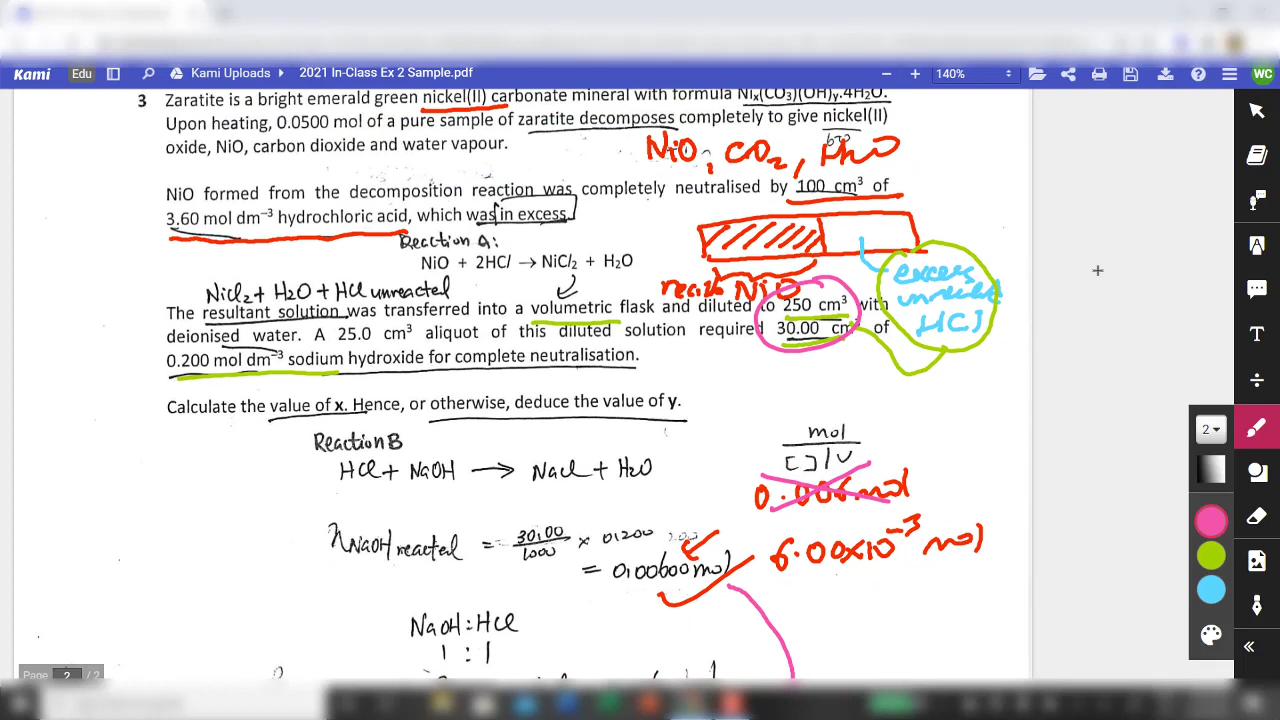 Kami Edu Kami Uploads > 2021 In-Class Ex 2 Sample.pdf 140% WC
3 Zaratite is a bright emerald green nickel(II) carbonate mineral with formula Niₓ(CO₃)(OH)ᵧ.4H₂O.
Upon heating, 0.0500 mol of a pure sample of zaratite decomposes completely to give nickel(II)
oxide, NiO, carbon dioxide and water vapour.
NiO, CO₂, H₂O
NiO formed from the decomposition reaction was completely neutralised by 100 cm³ of
3.60 mol dm⁻³ hydrochloric acid, which was in excess.
Reaction A:
NiO + 2HCl → NiCl₂ + H₂O
excess
unreacted
HCl
NiCl₂ + H₂O + HCl unreacted
NiO
The resultant solution was transferred into a volumetric flask and diluted to 250 cm³ with
deionised water. A 25.0 cm³ aliquot of this diluted solution required 30.00 cm³ of
0.200 mol dm⁻³ sodium hydroxide for complete neutralisation.
Calculate the value of x. Hence, or otherwise, deduce the value of y.
Reaction B
HCl + NaOH → NaCl + H₂O
mol
[ ] / V
0.006 mol
nNaOH reacted = 30.00/1000 × 0.200
= 0.00600 mol
6.00×10⁻³ mol
NaOH : HCl
1 : 1
2
Page 2 / 2